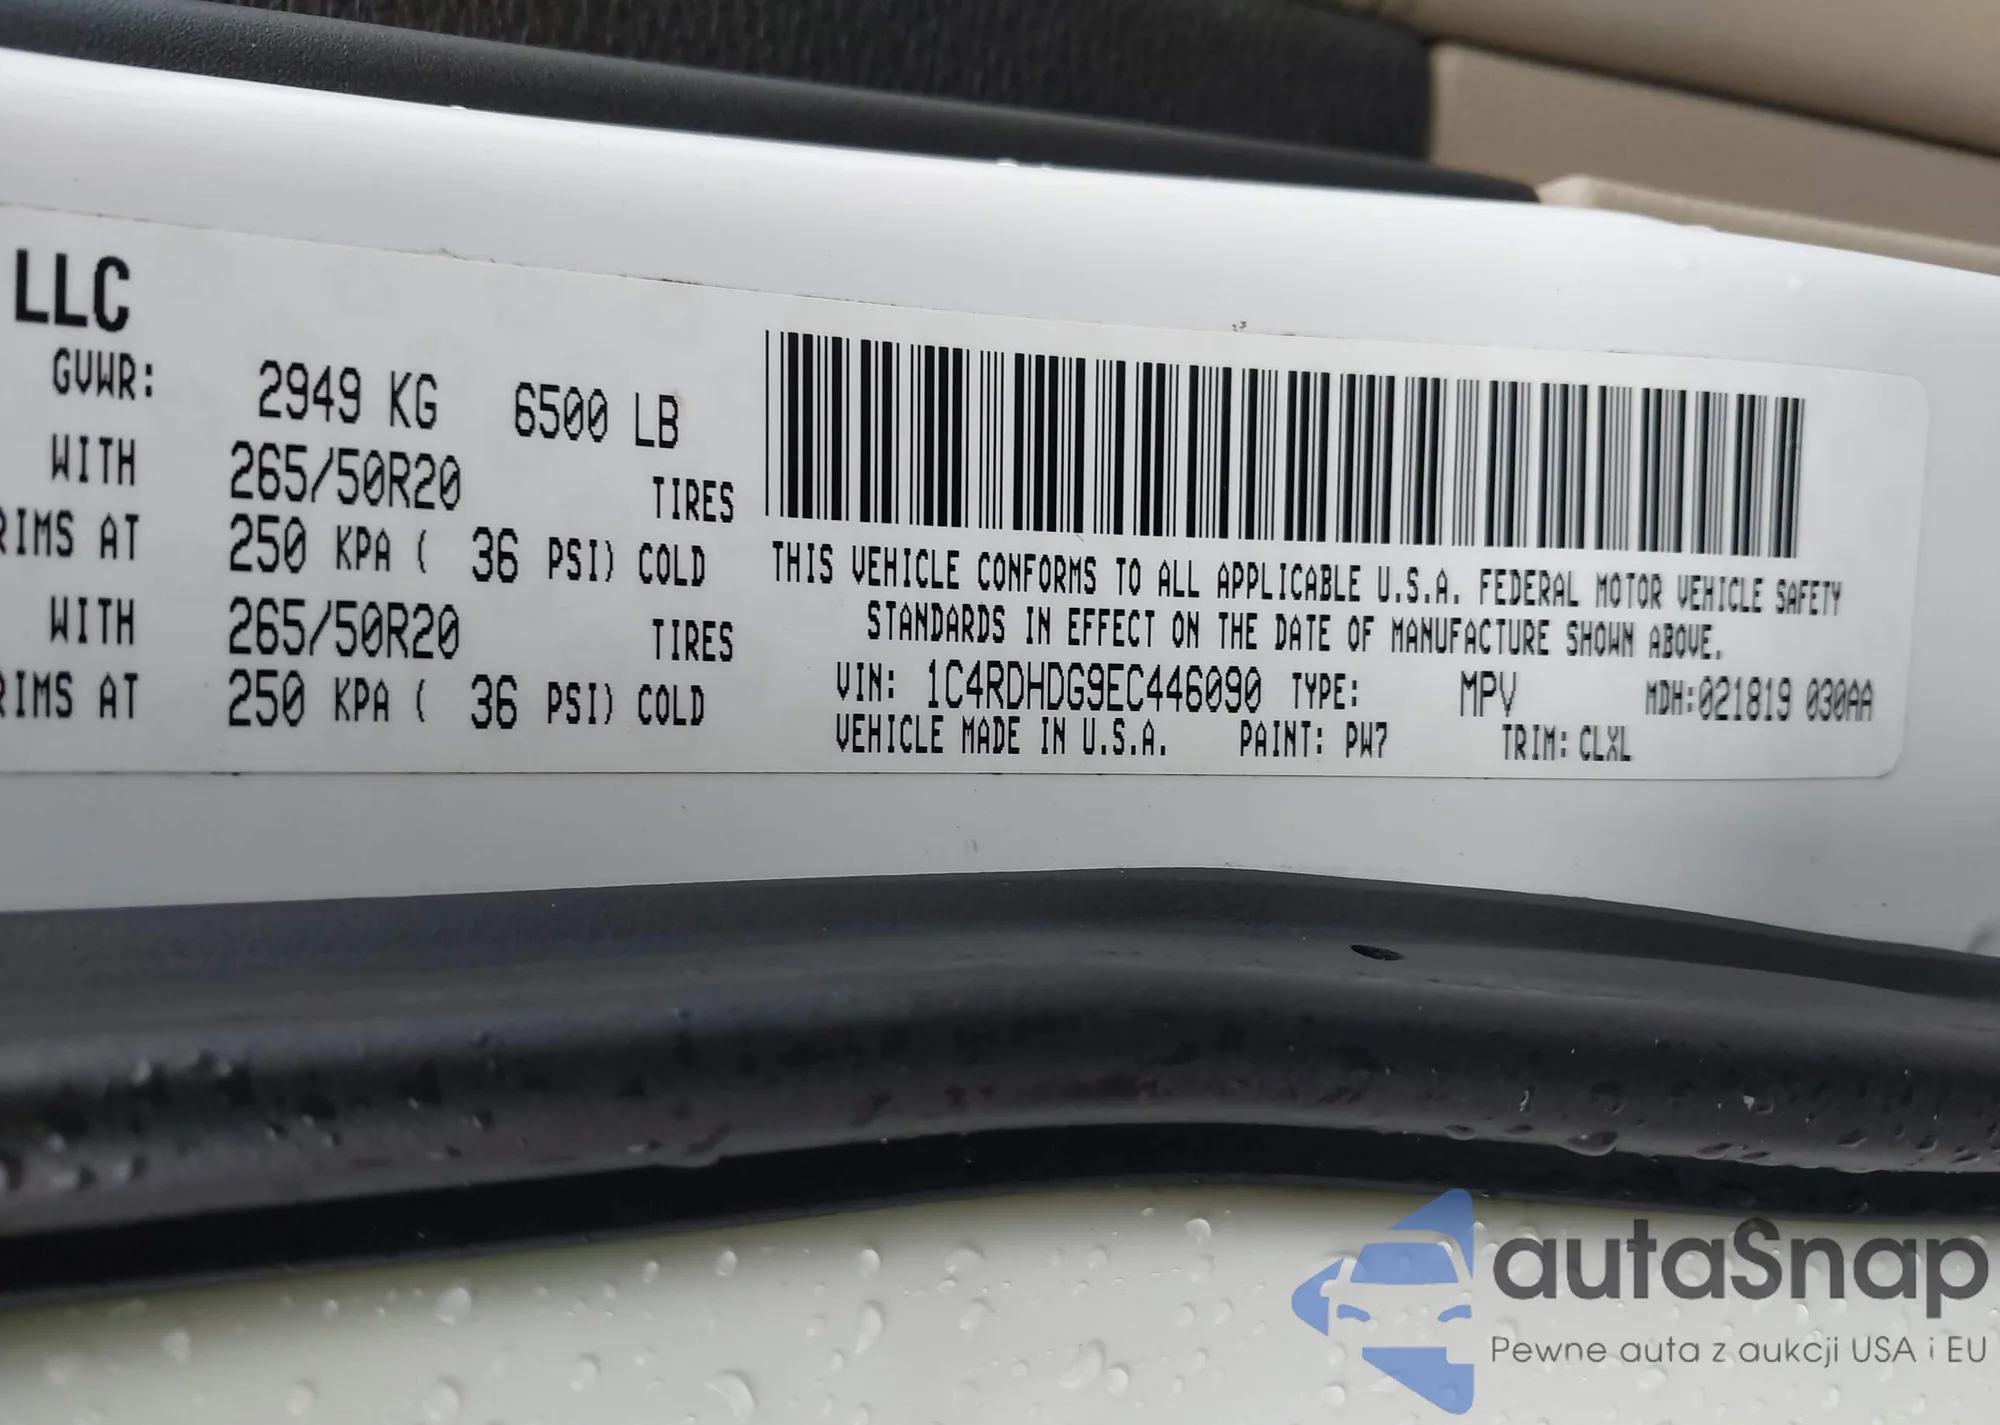 LLC
GVWR: 2949 KG 6500 LB
WITH 265/50R20 TIRES
RIMS AT 250 KPA ( 36 PSI) COLD
WITH 265/50R20 TIRES
RIMS AT 250 KPA ( 36 PSI) COLD
THIS VEHICLE CONFORMS TO ALL APPLICABLE U.S.A. FEDERAL MOTOR VEHICLE SAFETY
STANDARDS IN EFFECT ON THE DATE OF MANUFACTURE SHOWN ABOVE.
VIN: 1C4RDHDG9EC446090 TYPE: MPV MDH:021819 030AA
VEHICLE MADE IN U.S.A. PAINT: PW7 TRIM: CLXL
autaSnap
Pewne auta z aukcji USA i EU